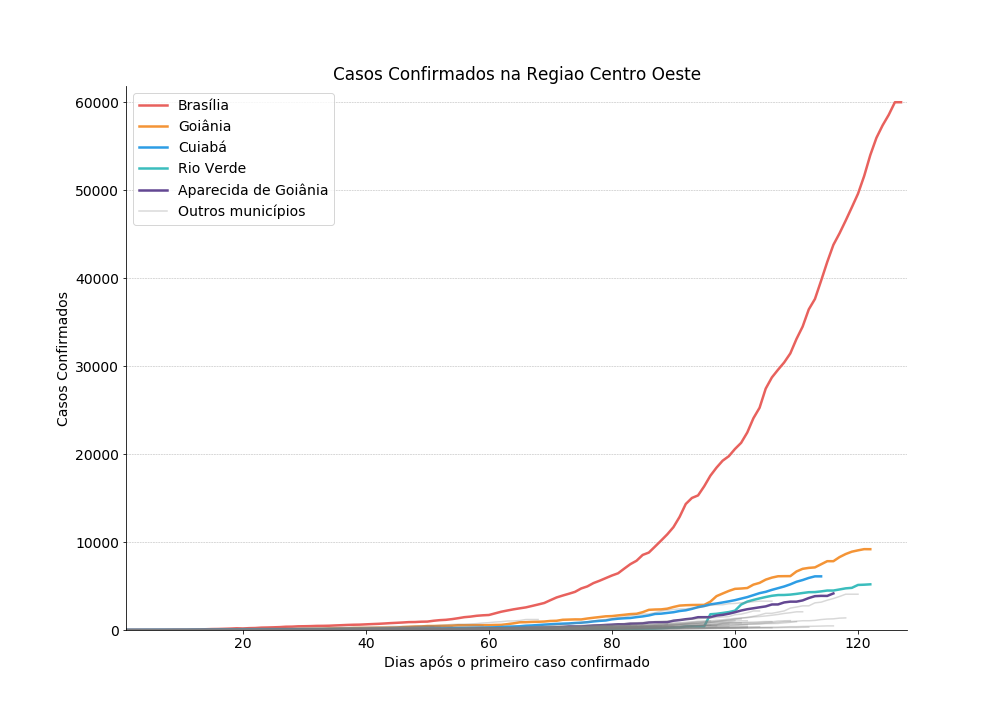 Casos Confirmados na Regiao Centro Oeste
Casos Confirmados
60000
50000
40000
30000
20000
10000
0
Brasília
Goiânia
Cuiabá
Rio Verde
Aparecida de Goiânia
Outros municípios
20
40
60
80
100
120
Dias após o primeiro caso confirmado